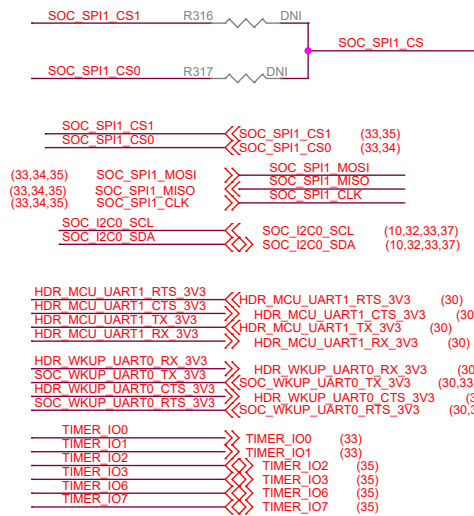 SOC_SPI1_CS1 R316 DNI
SOC_SPI1_CS
SOC_SPI1_CS0 R317 DNI
SOC_SPI1_CS1 SOC_SPI1_CS1 (33,35)
SOC_SPI1_CS0 SOC_SPI1_CS0 (33,34)
(33,34,35) SOC_SPI1_MOSI SOC_SPI1_MOSI
(33,34,35) SOC_SPI1_MISO SOC_SPI1_MISO
(33,34,35) SOC_SPI1_CLK SOC_SPI1_CLK
SOC_I2C0_SCL SOC_I2C0_SCL (10,32,33,37)
SOC_I2C0_SDA SOC_I2C0_SDA (10,32,33,37)
HDR_MCU_UART1_RTS_3V3 HDR_MCU_UART1_RTS_3V3 (30)
HDR_MCU_UART1_CTS_3V3 HDR_MCU_UART1_CTS_3V3 (30
HDR_MCU_UART1_TX_3V3 HDR_MCU_UART1_TX_3V3 (30)
HDR_MCU_UART1_RX_3V3 HDR_MCU_UART1_RX_3V3 (30)
HDR_WKUP_UART0_RX_3V3 HDR_WKUP_UART0_RX_3V3 (30
SOC_WKUP_UART0_TX_3V3 SOC_WKUP_UART0_TX_3V3 (30,33
HDR_WKUP_UART0_CTS_3V3 HDR_WKUP_UART0_CTS_3V3
SOC_WKUP_UART0_RTS_3V3 SOC_WKUP_UART0_RTS_3V3 (30,
TIMER_IO0 TIMER_IO0 (33)
TIMER_IO1 TIMER_IO1 (33)
TIMER_IO2 TIMER_IO2 (35)
TIMER_IO3 TIMER_IO3 (35)
TIMER_IO6 TIMER_IO6 (35)
TIMER_IO7 TIMER_IO7 (35)